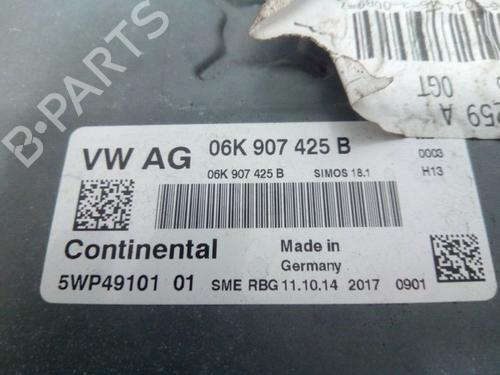 B-PARTS
259 A
0GT
VW AG 06K 907 425 B
06K 907 425 B SIMOS 18.1
0003
H13
Continental
Made in
Germany
5WP49101 01 SME RBG 11.10.14 2017 0901